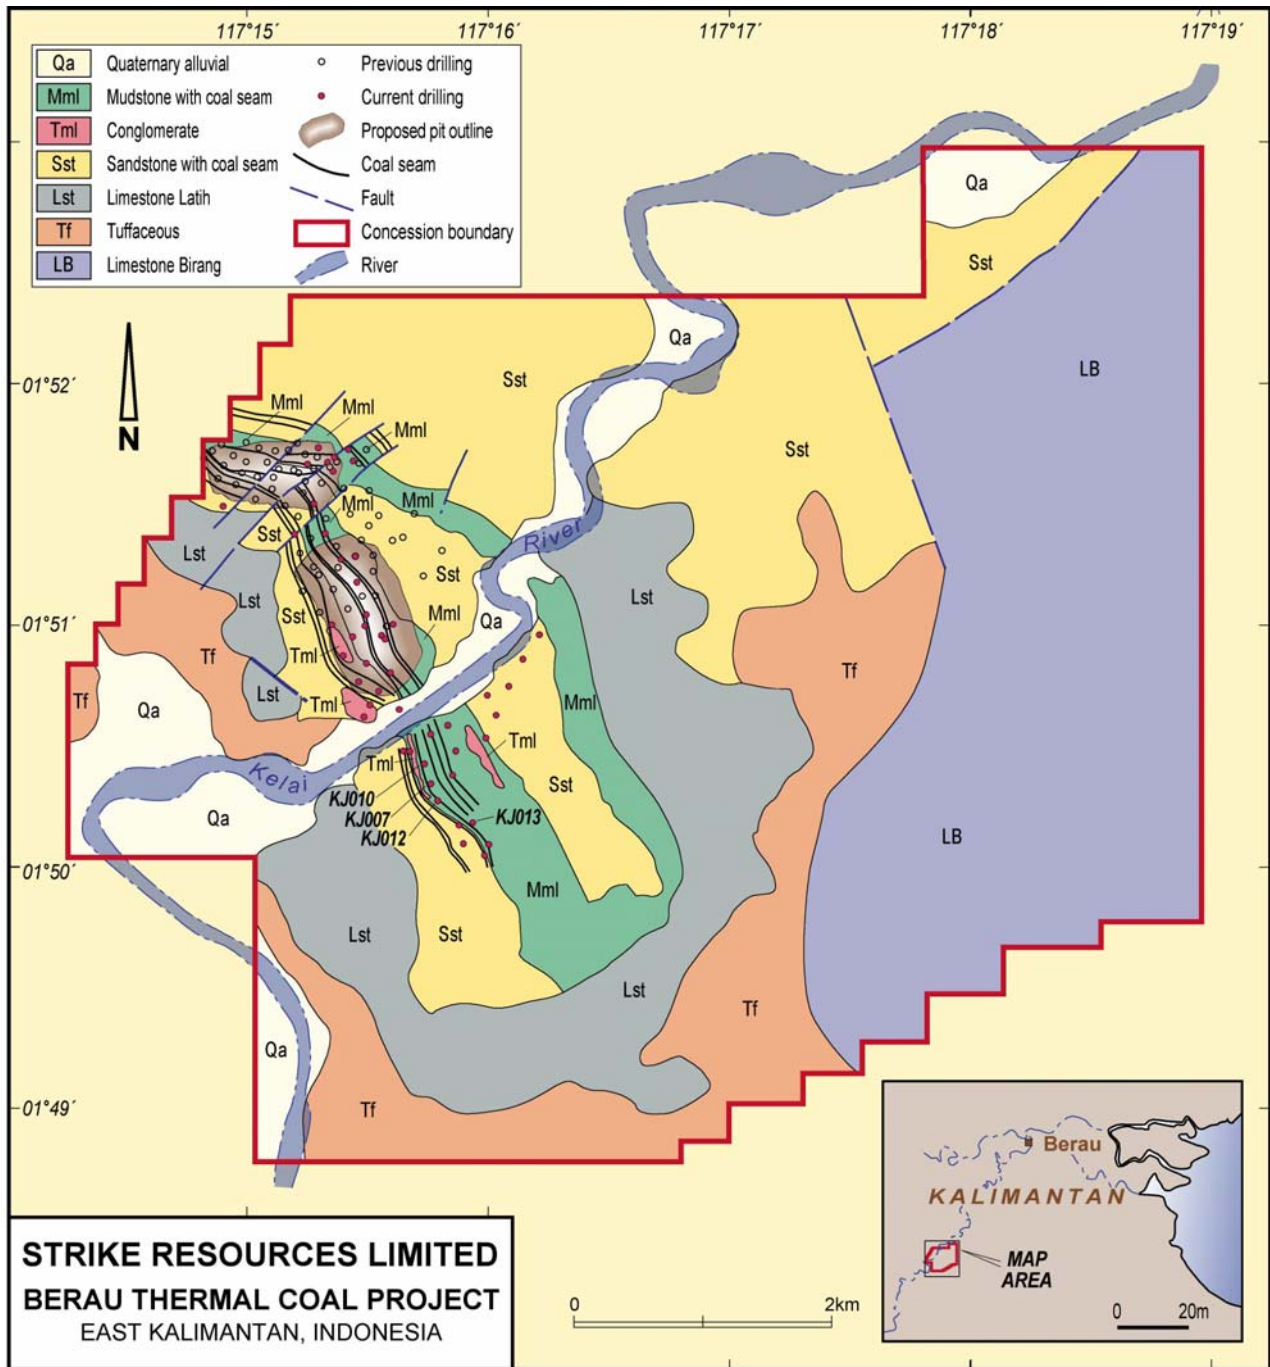 117°15´ 117°16´ 117°17´ 117°18´ 117°19´
Qa Quaternary alluvial Previous drilling
Mml Mudstone with coal seam Current drilling
Tml Conglomerate Proposed pit outline
Sst Sandstone with coal seam Coal seam
Lst Limestone Latih Fault
Tf Tuffaceous Concession boundary
LB Limestone Birang River
Qa
Sst
Qa
N
01°52´
Sst
LB
Mml
Mml
Mml
Sst
Mml
Mml
Sst
Lst
River
Sst
Lst
Lst
01°51´
Sst
Mml
Qa
Tml
Tf
Tf
Lst
Tf
Qa
Tml
Mml
Tml
Kelai
Tml
Sst
KJ010
KJ007
KJ013
KJ012
Qa
LB
01°50´
Mml
Lst
Sst
Lst
Tf
Qa
01°49´
Tf
Berau
KALIMANTAN
MAP
AREA
0 20m
STRIKE RESOURCES LIMITED
BERAU THERMAL COAL PROJECT
EAST KALIMANTAN, INDONESIA
0 2km